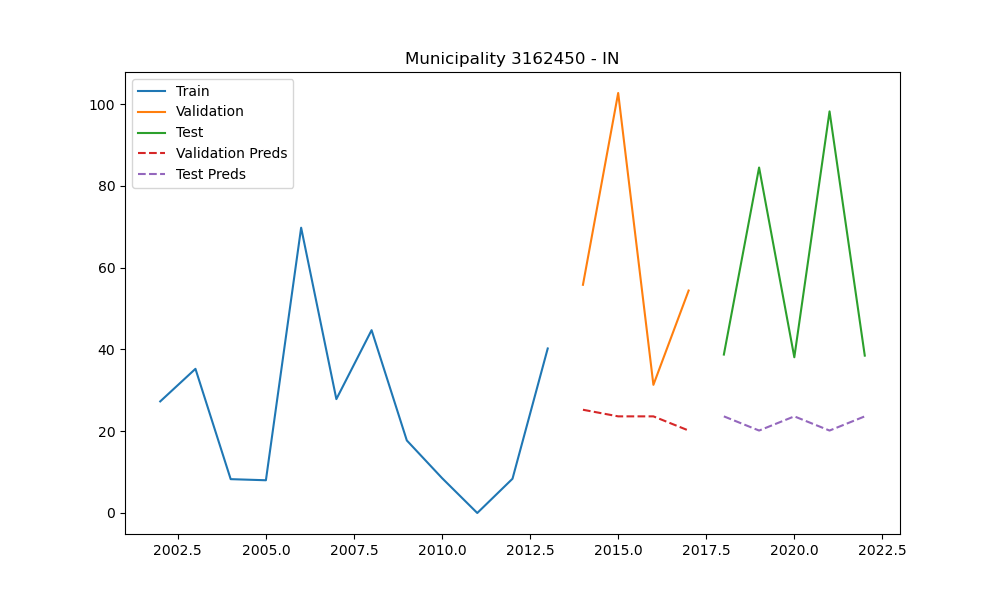 Municipality 3162450 - IN
Train
Validation
Test
Validation Preds
Test Preds
100
80
60
40
20
0
2002.5 2005.0 2007.5 2010.0 2012.5 2015.0 2017.5 2020.0 2022.5